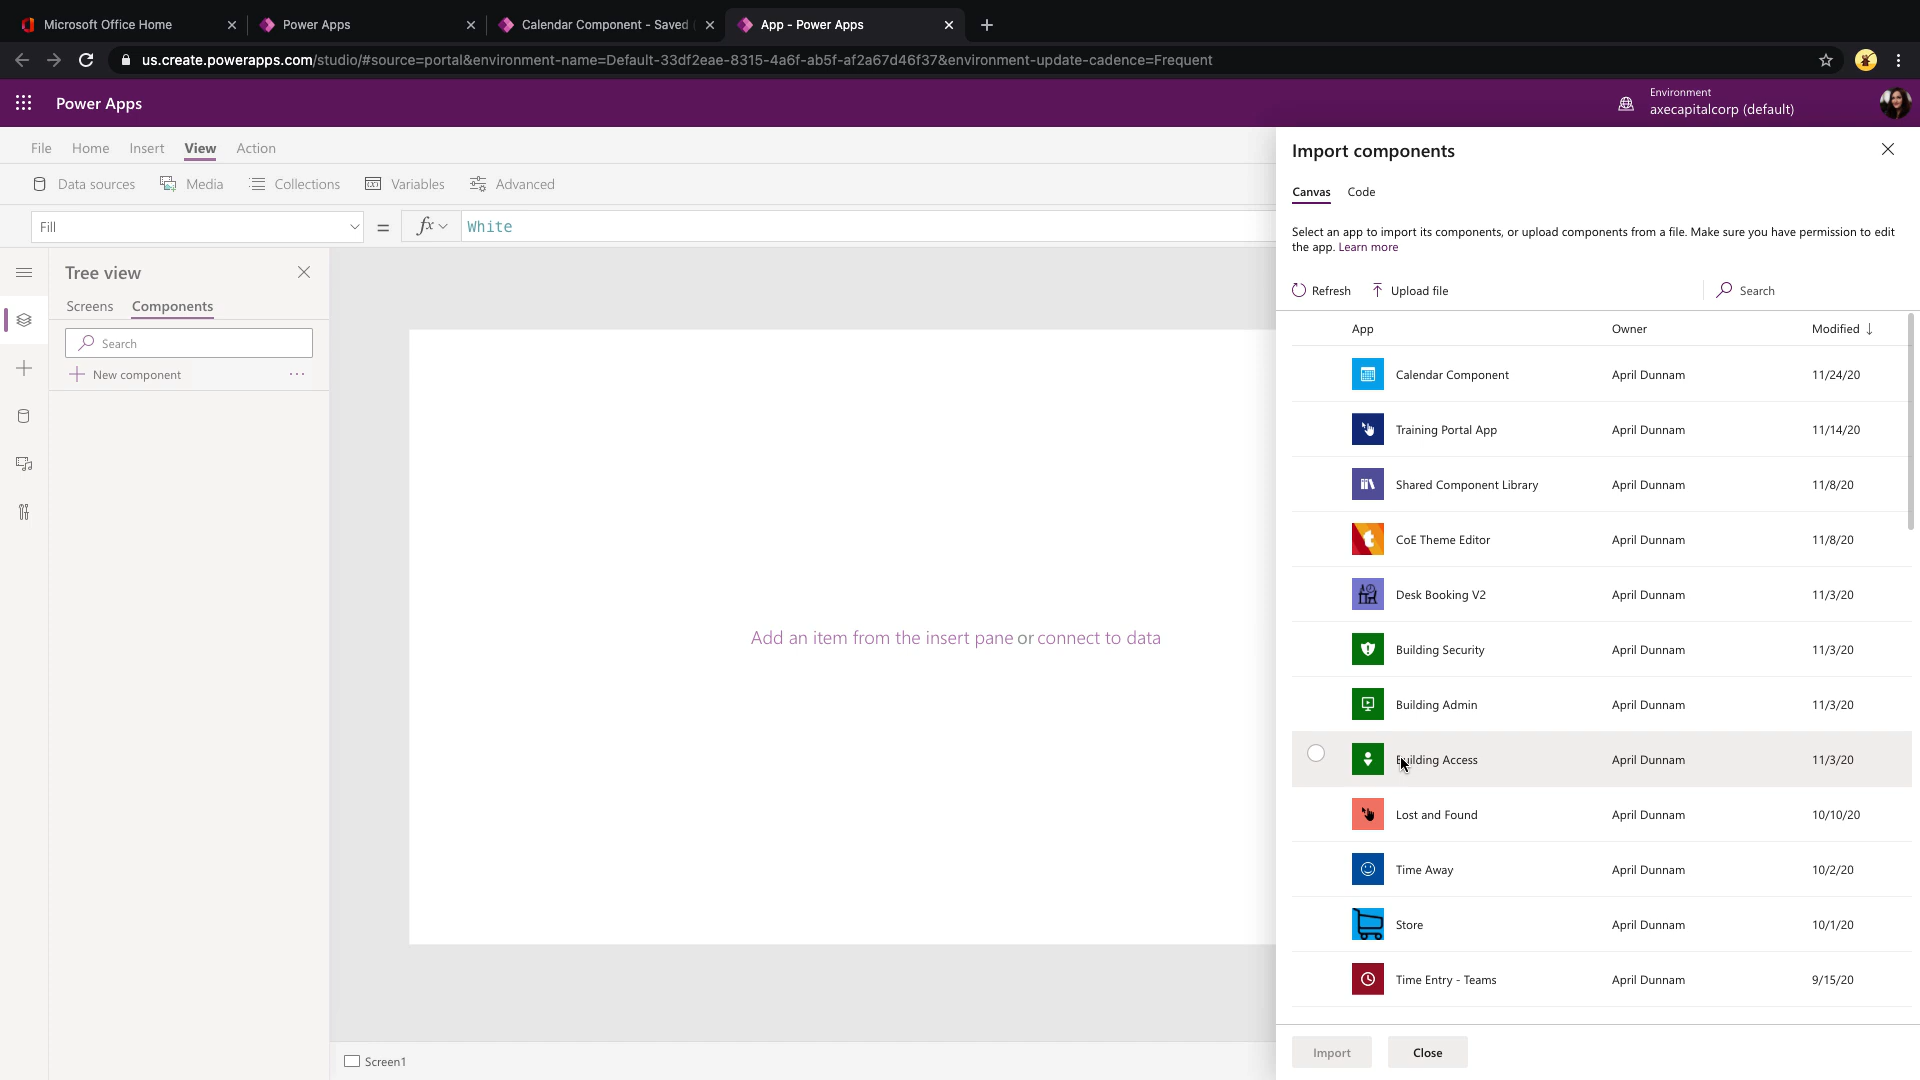 Microsoft Office Home
Power Apps
Calendar Component - Saved
App - Power Apps
us.create.powerapps.com/studio/#source=portal&environment-name=Default-33df2eae-8315-4a6f-ab5f-af2a67d46f37&environment-update-cadence=Frequent
Power Apps
Environment
axecapitalcorp (default)
File Home Insert View Action
Data sources Media Collections Variables Advanced
Fill = fx White
Tree view
Screens Components
Search
New component
Add an item from the insert pane or connect to data
Screen1
Import components
Canvas Code
Select an app to import its components, or upload components from a file. Make sure you have permission to edit
the app. Learn more
Refresh Upload file Search
App Owner Modified
Calendar Component April Dunnam 11/24/20
Training Portal App April Dunnam 11/14/20
Shared Component Library April Dunnam 11/8/20
CoE Theme Editor April Dunnam 11/8/20
Desk Booking V2 April Dunnam 11/3/20
Building Security April Dunnam 11/3/20
Building Admin April Dunnam 11/3/20
Building Access April Dunnam 11/3/20
Lost and Found April Dunnam 10/10/20
Time Away April Dunnam 10/2/20
Store April Dunnam 10/1/20
Time Entry - Teams April Dunnam 9/15/20
Import Close